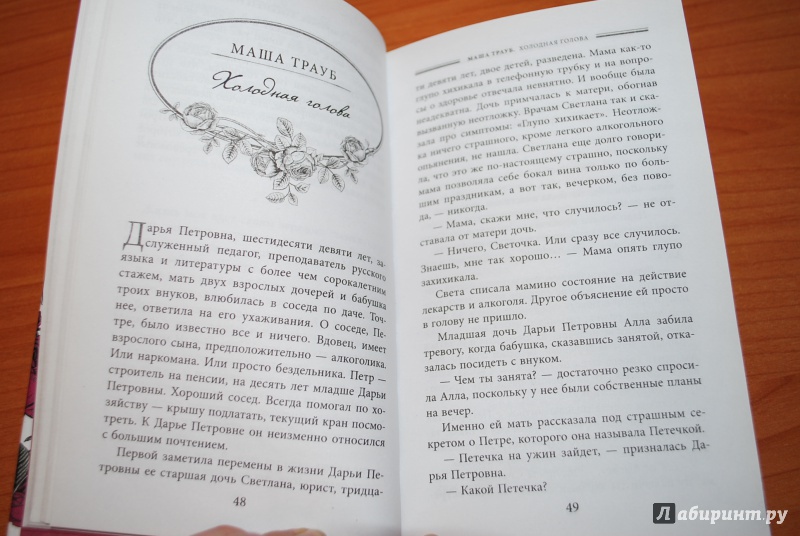 МАША ТРАУБ
Холодная голова
Дарья Петровна, шестидесяти девяти лет, за-
служенный педагог, преподаватель русского
языка и литературы с более чем сорокалетним
стажем, мать двух взрослых дочерей и бабушка
троих внуков, влюбилась в соседа по даче. Точ-
нее, ответила на его ухаживания. О соседе, Пе-
тре, было известно все и ничего. Вдовец, имеет
взрослого сына, предположительно — алкоголика.
Или наркомана. Или просто бездельника. Петр —
строитель на пенсии, на десять лет младше Дарьи
Петровны. Хороший сосед. Всегда помогал по хо-
зяйству — крышу подлатать, текущий кран посмо-
треть. К Дарье Петровне он неизменно относился
с большим почтением.
Первой заметила перемены в жизни Дарьи Пе-
тровны ее старшая дочь Светлана, юрист, тридца-
48
МАША ТРАУБ. ХОЛОДНАЯ ГОЛОВА
ти девяти лет, двое детей, разведена. Мама как-то
глупо хихикала в телефонную трубку и на вопро-
сы о здоровье отвечала невнятно. И вообще была
неадекватна. Дочь примчалась к матери, обогнав
вызванную неотложку. Врачам Светлана так и ска-
зала про симптомы: «Глупо хихикает». Неотлож-
ка ничего страшного, кроме легкого алкогольного
опьянения, не нашла. Светлана еще долго говори-
ла, что это же по-настоящему страшно, поскольку
мама позволяла себе бокал вина только по боль-
шим праздникам, а вот так, вечерком, без пово-
да, — никогда.
— Мама, скажи мне, что случилось? — не от-
ставала от матери дочь.
— Ничего, Светочка. Или сразу все случилось.
Знаешь, мне так хорошо... — Мама опять глупо
захихикала.
Света списала мамино состояние на действие
лекарств и алкоголя. Другое объяснение ей просто
в голову не пришло.
Младшая дочь Дарьи Петровны Алла забила
тревогу, когда бабушка, сказавшись занятой, отка-
залась посидеть с внуком.
— Чем ты занята? — достаточно резко спроси-
ла Алла, поскольку у нее были собственные планы
на вечер.
Именно ей мать рассказала под страшным се-
кретом о Петре, которого она называла Петечкой.
— Петечка на ужин зайдет, — призналась Да-
рья Петровна.
— Какой Петечка?
49
Лабиринт.ру